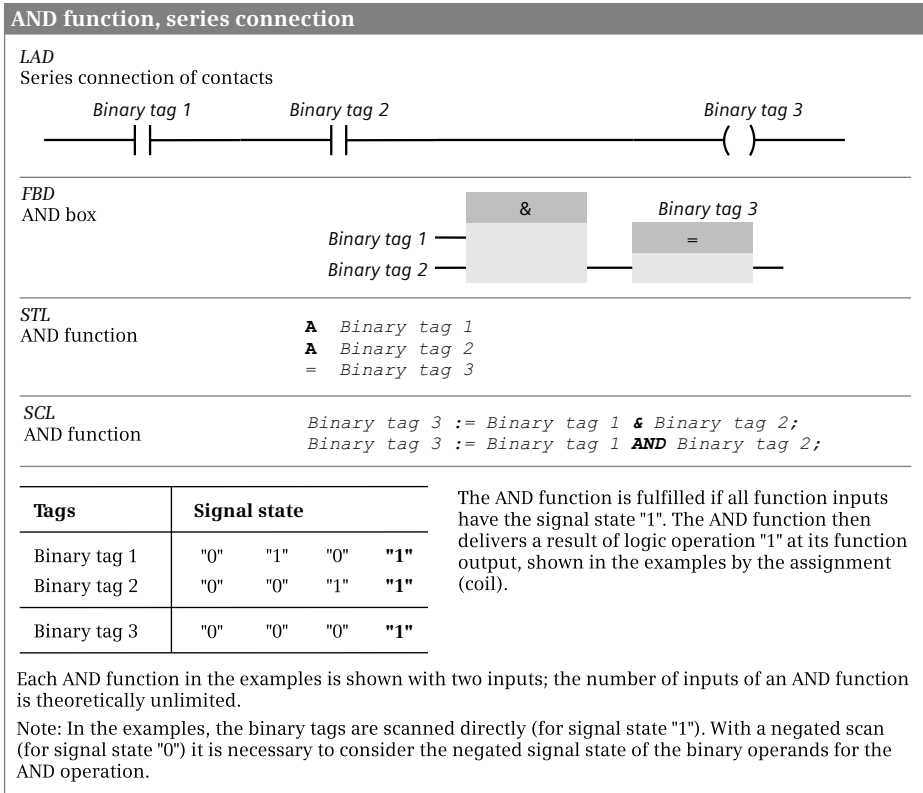 AND function, series connection
LAD
Series connection of contacts
Binary tag 1 Binary tag 2 Binary tag 3
FBD
AND box
& Binary tag 3
Binary tag 1 =
Binary tag 2
STL
AND function
A Binary tag 1
A Binary tag 2
= Binary tag 3
SCL
AND function
Binary tag 3 := Binary tag 1 & Binary tag 2;
Binary tag 3 := Binary tag 1 AND Binary tag 2;
Tags Signal state
Binary tag 1 "0" "1" "0" "1"
Binary tag 2 "0" "0" "1" "1"
Binary tag 3 "0" "0" "0" "1"
The AND function is fulfilled if all function inputs
have the signal state "1". The AND function then
delivers a result of logic operation "1" at its function
output, shown in the examples by the assignment
(coil).
Each AND function in the examples is shown with two inputs; the number of inputs of an AND function
is theoretically unlimited.
Note: In the examples, the binary tags are scanned directly (for signal state "1"). With a negated scan
(for signal state "0") it is necessary to consider the negated signal state of the binary operands for the
AND operation.